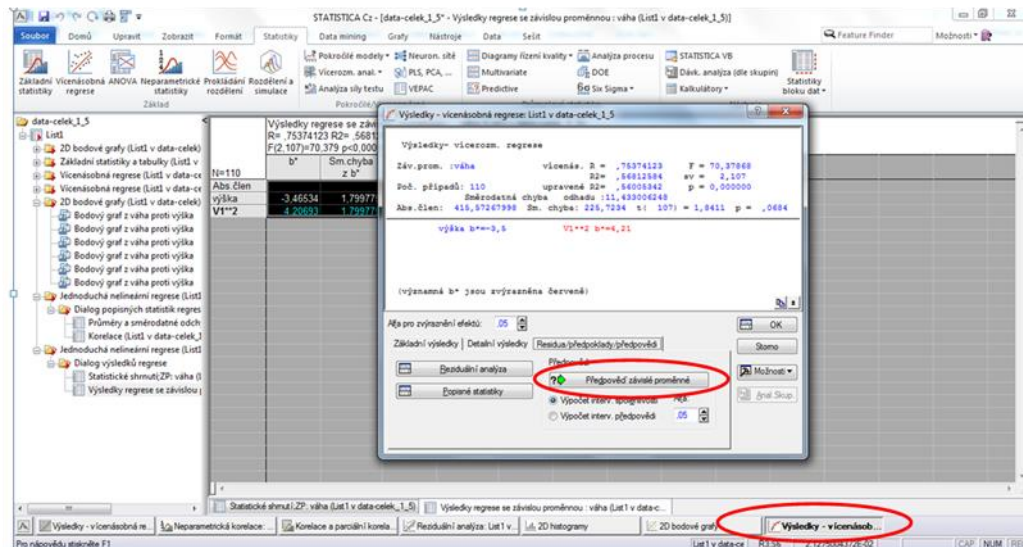 STATISTICA Cz - [data-celek_1_5* - Výsledky regrese se závislou proměnnou : váha (List1 v data-celek_1_5)]
Soubor Domů Upravit Zobrazit Formát Statistiky Data mining Grafy Nástroje Data Sešit Feature Finder Možnosti
Základní statistiky Vícenásobná regrese ANOVA Neparametrické statistiky Prokládání rozdělení Rozdělení a simulace
Pokročilé modely Neuron. sítě Diagramy řízení kvality Analýza procesu STATISTICA VB
Vícerozm. anal. PLS, PCA, ... Multivariate DOE Dávk. analýza (dle skupin)
Analýza síly testu VEPAC Prediktive Six Sigma Kalkulátory
Statistiky bloku dat
Základ
data-celek_1_5
List1
2D bodové grafy (List1 v data-celek)
Základní statistiky a tabulky (List1 v
Vícenásobná regrese (List1 v data-ce
Vícenásobná regrese (List1 v data-ce
2D bodové grafy (List1 v data-celek)
Bodový graf z váha proti výška
Bodový graf z váha proti výška
Bodový graf z váha proti výška
Bodový graf z váha proti výška
Bodový graf z váha proti výška
Bodový graf z váha proti výška
Jednoduchá nelineární regrese (List1
Dialog popisných statistik regres
Průměry a směrodatné odch
Korelace (List1 v data-celek_1
Jednoduchá nelineární regrese (List1
Dialog výsledků regrese
Statistické shrnutí;ZP: váha (l
Výsledky regrese se závislou
Výsledky regrese se závi
R= ,75374123 R2= ,5681
F(2,107)=70,379 p<0,000
N=110
b* Sm.chyba z b*
Abs.člen
výška -3,46534 1,79977
V1**2 4,20693 1,79977
Výsledky - vícenásobná regrese: List1 v data-celek_1_5
Výsledky- vícerozm. regrese
Záv.prom. :váha vícenás. R = ,75374123 F = 70,37868
R2= ,56812584 sv = 2,107
Poč. případů: 110 upravené R2= ,56005342 p = 0,000000
Směrodatná chyba odhadu :11,433006248
Abs.člen: 415,57267998 Sm. chyba: 225,7234 t( 107) = 1,8411 p = ,0684
výška b*=-3,5 V1**2 b*=4,21
(významná b* jsou zvýrazněna červeně)
Alfa pro zvýraznění efektů: ,05
OK
Základní výsledky Detailní výsledky Residua/předpoklady/předpovědi
Storno
Reziduální analýza
Předpověď závislé proměnné
Možnosti
Popisné statistiky
Výpočet interv. spolehlivosti
Anal.Skup.
Výpočet interv. předpovědi ,05
Statistické shrnutí;ZP: váha (List1 v data-celek_1_5) Výsledky regrese se závislou proměnnou : váha (List1 v data-c...
Výsledky - vícenásobná re... Neparametrická korelace: ... Korelace a parciální korela... Reziduální analýza: List1 v... 2D histogramy 2D bodové grafy Výsledky - vícenásob...
Pro nápovědu stiskněte F1
List1 v data-ce CAP NUM